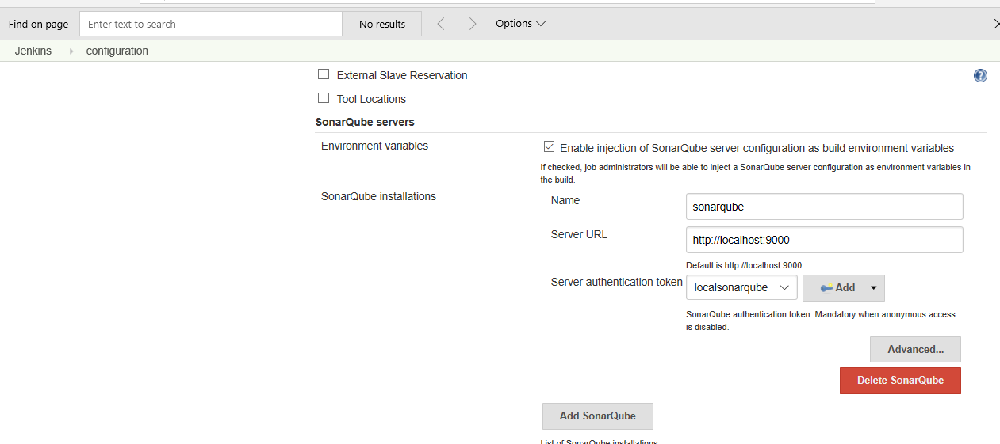 Find on page
Enter text to search
No results
Options
Jenkins
configuration
External Slave Reservation
?
Tool Locations
SonarQube servers
Environment variables
Enable injection of SonarQube server configuration as build environment variables
If checked, job administrators will be able to inject a SonarQube server configuration as environment variables in
the build.
SonarQube installations
Name
sonarqube
Server URL
http://localhost:9000
Default is http://localhost:9000
Server authentication token
localsonarqube
Add
SonarQube authentication token. Mandatory when anonymous access
is disabled.
Advanced...
Delete SonarQube
Add SonarQube
List of SonarQube installations